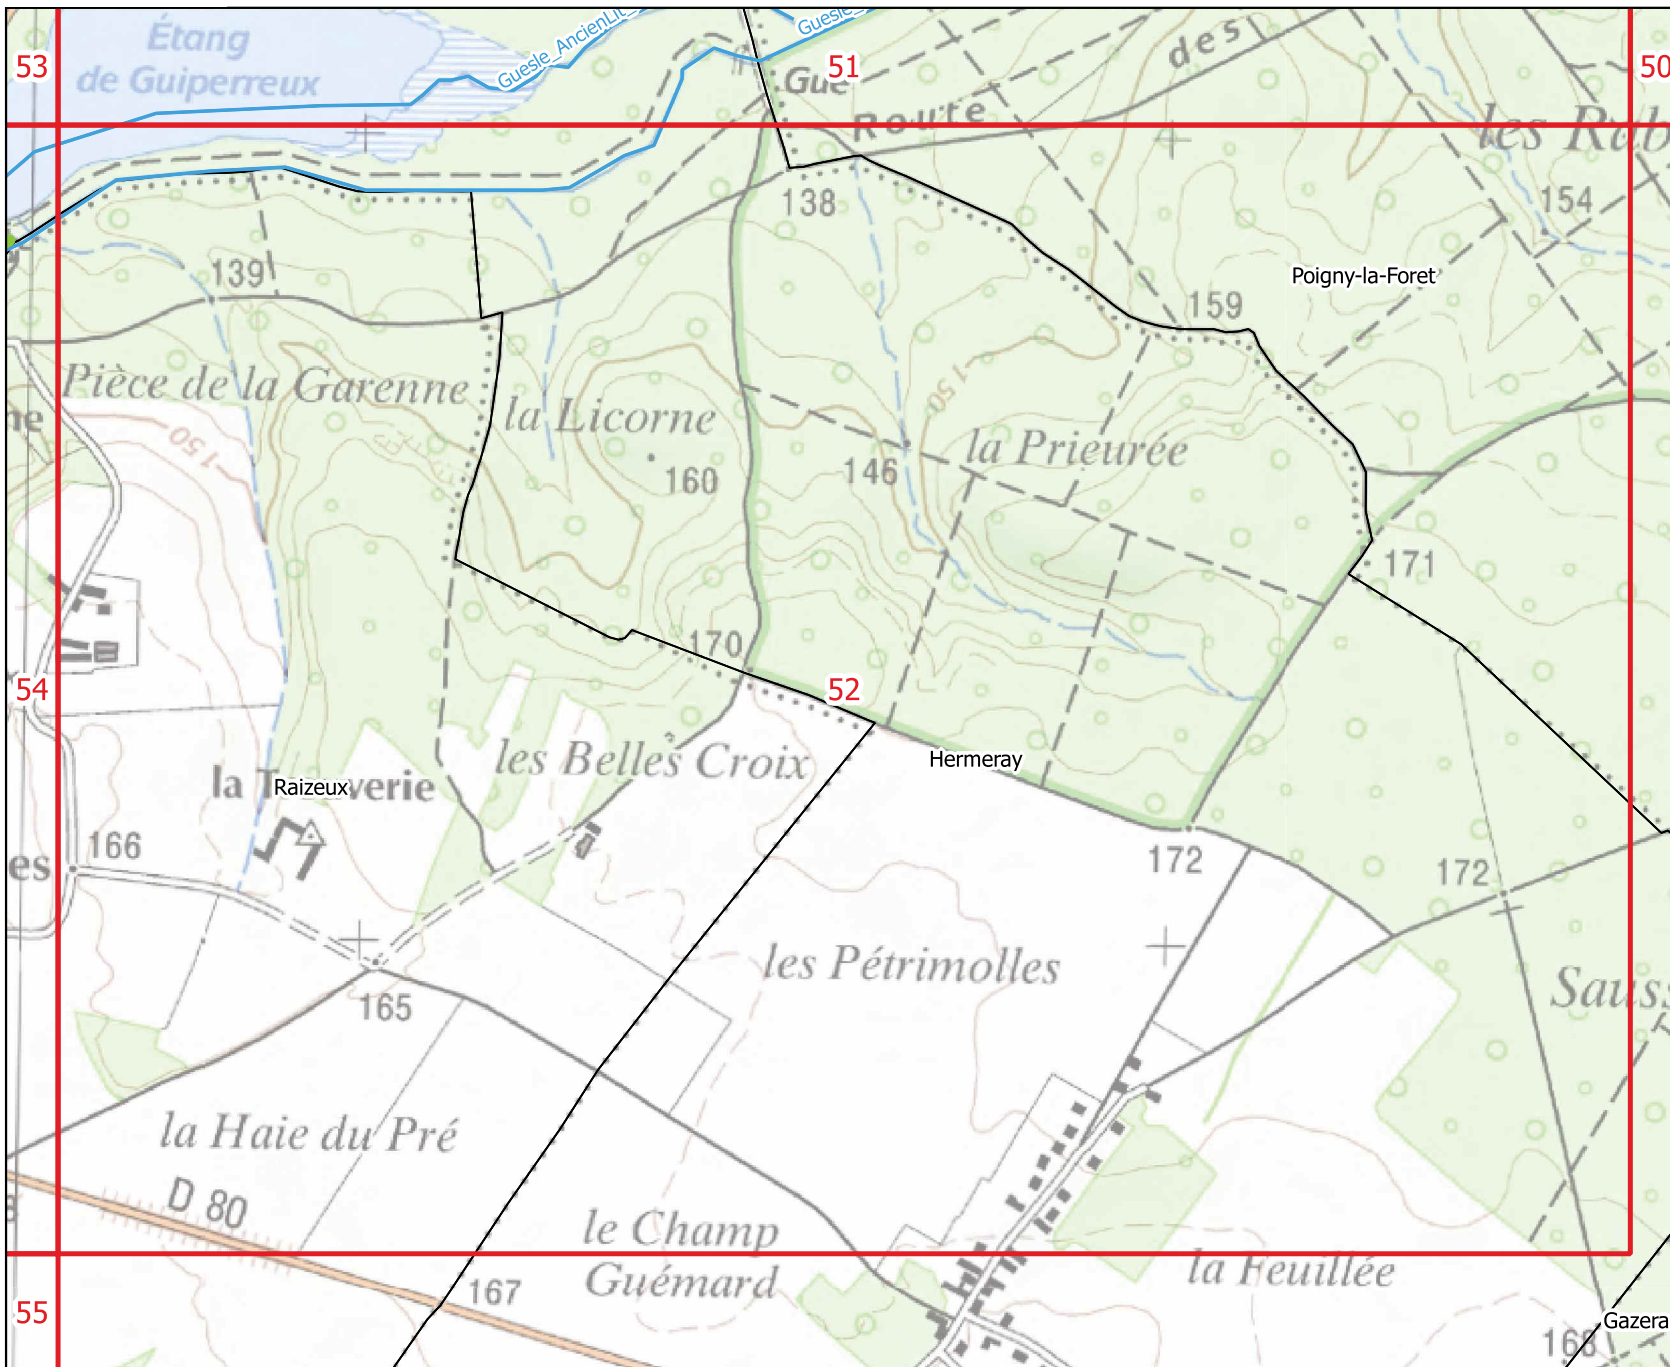 Étang
de Guiperreux
Guesle_AncienLit_
Guesle_
53
51
50
Gué
Route
des
les Rab
138
154
139
159
Poigny-la-Foret
Pièce de la Garenne
ne
la Licorne
150
150
la Prieurée
160
146
171
170
54
52
les Belles Croix
Hermeray
Raizeux
verie
166
es
172
172
les Pétrimolles
Sauss
165
la Haie du Pré
D 80
le Champ
Guémard
la Feuillée
167
55
Gazera
168